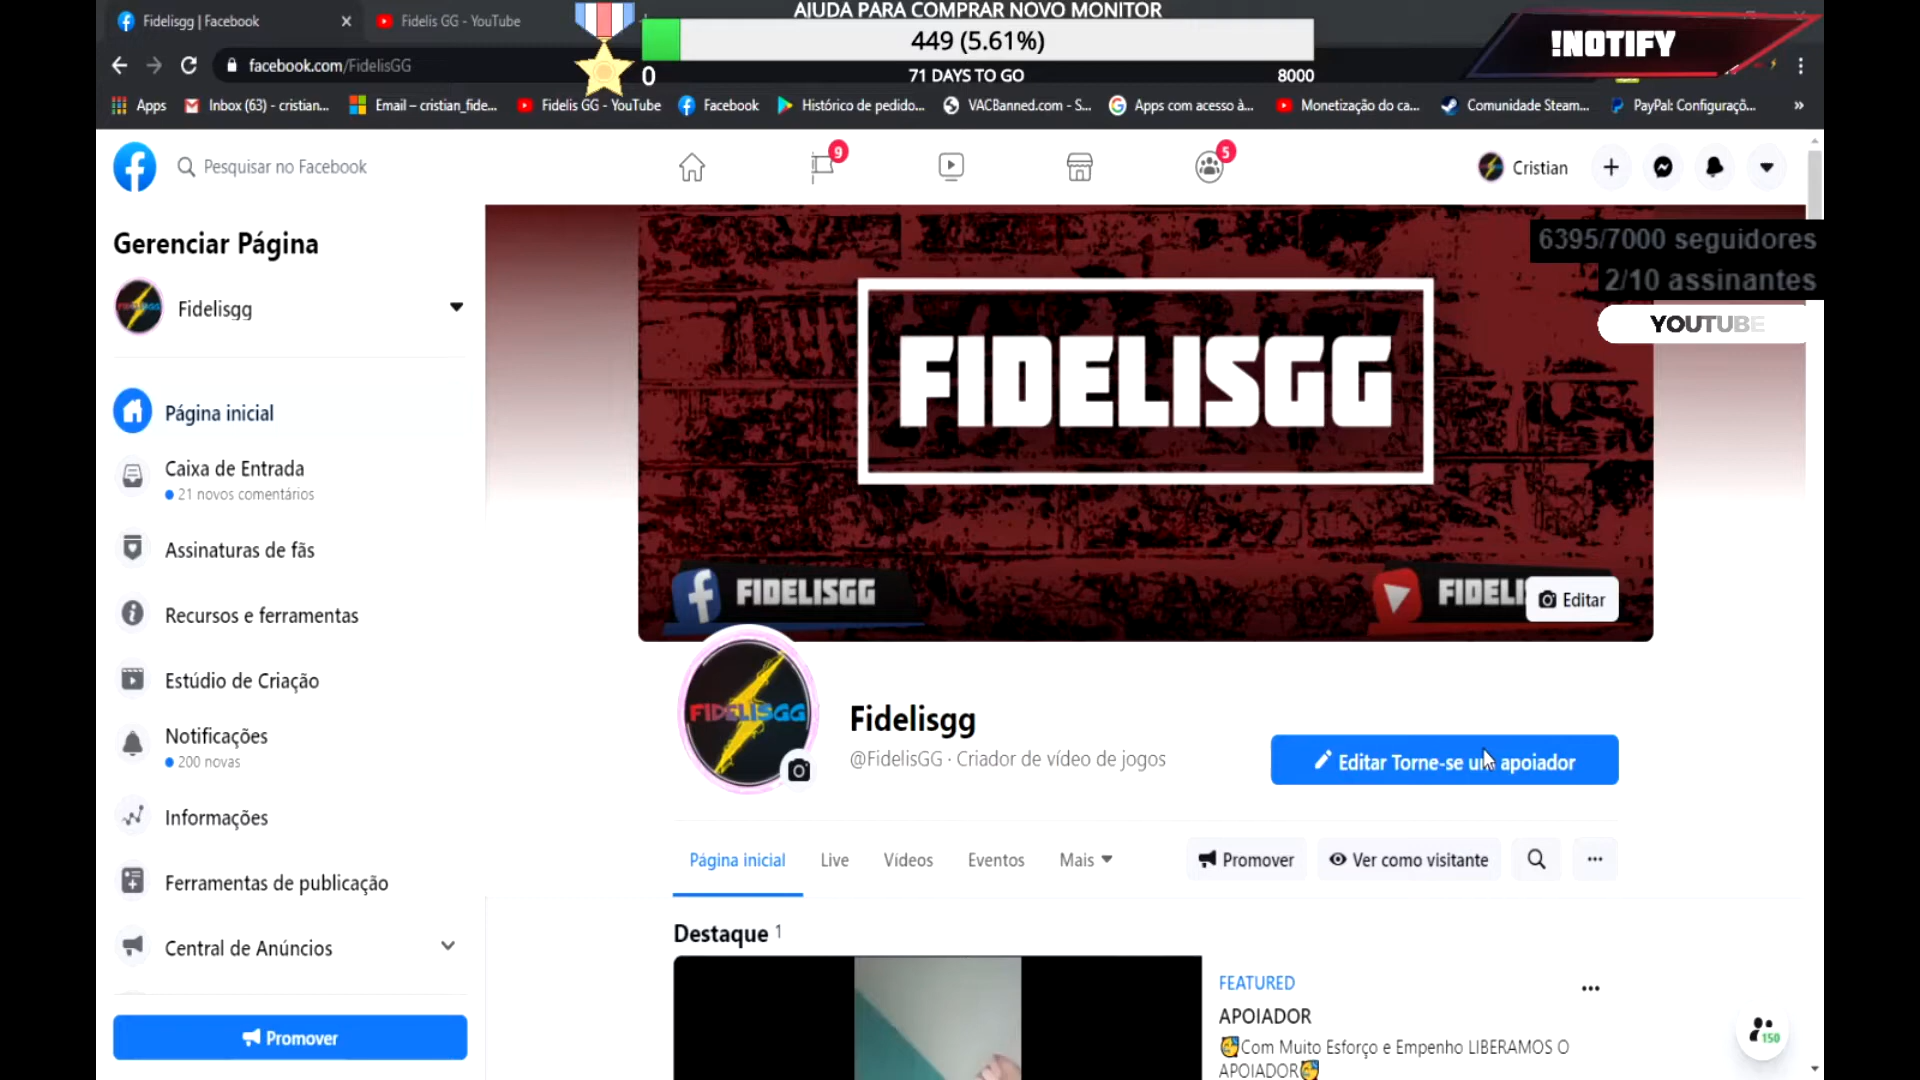 Fidelisgg | Facebook
Fidelis GG - YouTube
AJUDA PARA COMPRAR NOVO MONITOR
449 (5.61%)
0
71 DAYS TO GO
8000
!NOTIFY
facebook.com/FidelisGG
Apps
Inbox (63) - cristian...
Email – cristian_fide...
Fidelis GG - YouTube
Facebook
Histórico de pedido...
VACBanned.com - S...
Apps com acesso à...
Monetização do ca...
Comunidade Steam...
PayPal: Configuraçõ...
»
Pesquisar no Facebook
9
5
Cristian
Gerenciar Página
Fidelisgg
Página inicial
Caixa de Entrada
21 novos comentários
Assinaturas de fãs
Recursos e ferramentas
Estúdio de Criação
Notificações
200 novas
Informações
Ferramentas de publicação
Central de Anúncios
Promover
6395/7000 seguidores
2/10 assinantes
YOUTUBE
FIDELISGG
FIDELISGG
FIDELI
Editar
FIDELISGG
Fidelisgg
@FidelisGG · Criador de vídeo de jogos
Editar Torne-se um apoiador
Página inicial
Live
Vídeos
Eventos
Mais
Promover
Ver como visitante
Destaque 1
FEATURED
APOIADOR
🥳Com Muito Esforço e Empenho LIBERAMOS O
APOIADOR🥳
150